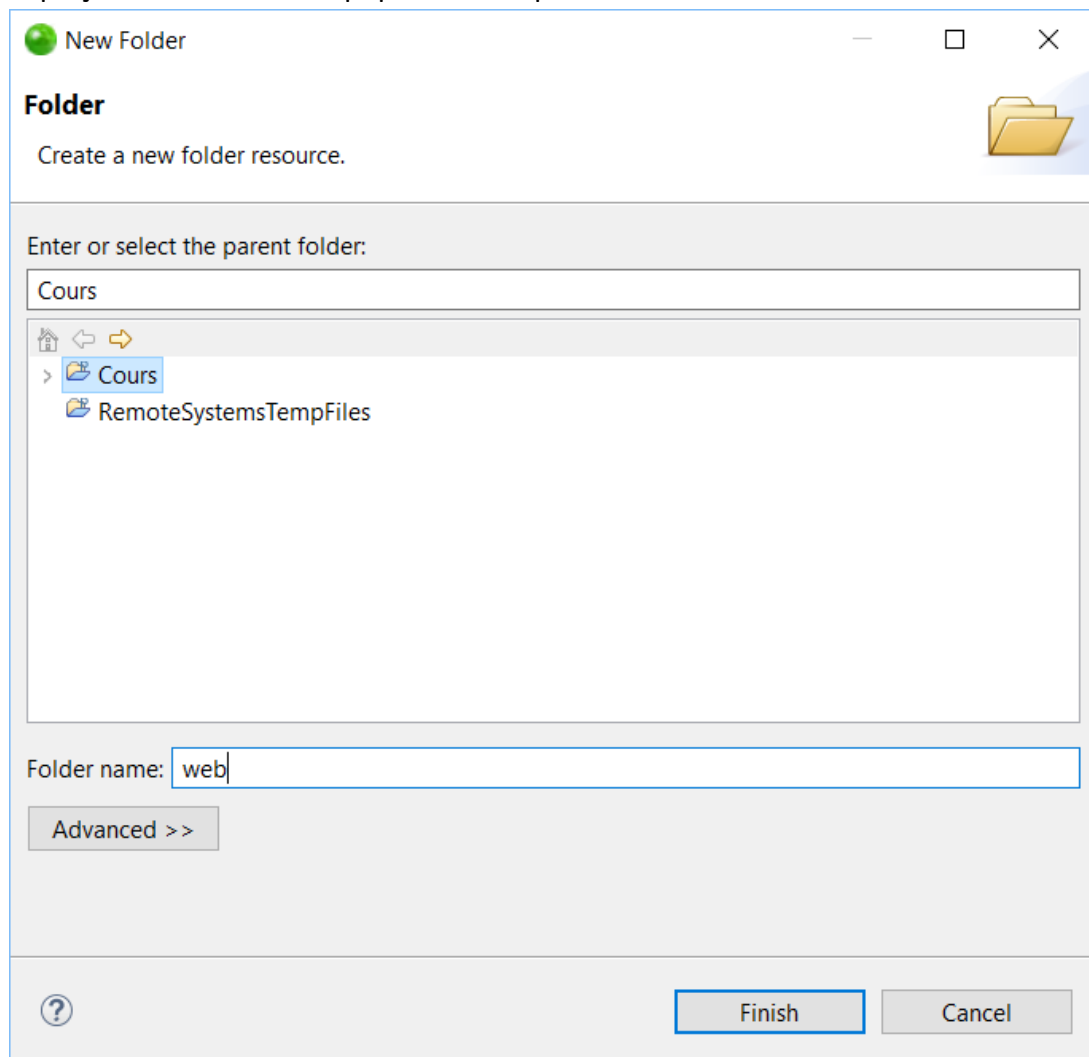 New Folder
Folder
Create a new folder resource.
Enter or select the parent folder:
Cours
Cours
RemoteSystemsTempFiles
Folder name: web
Advanced >>
Finish Cancel